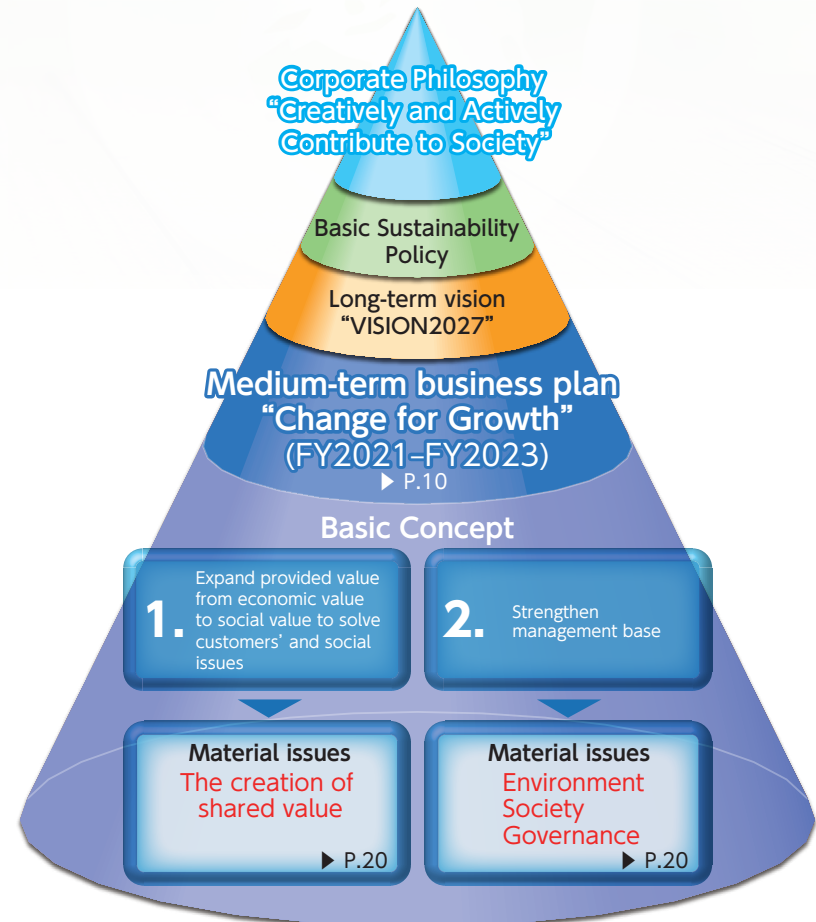 Corporate Philosophy
“Creatively and Actively
Contribute to Society”
Basic Sustainability
Policy
Long-term vision
“VISION2027”
Medium-term business plan
“Change for Growth”
(FY2021–FY2023)
▶ P.10
Basic Concept
1.
Expand provided value
from economic value
to social value to solve
customers’ and social
issues
2.
Strengthen
management base
Material issues
The creation of
shared value
▶ P.20
Material issues
Environment
Society
Governance
▶ P.20